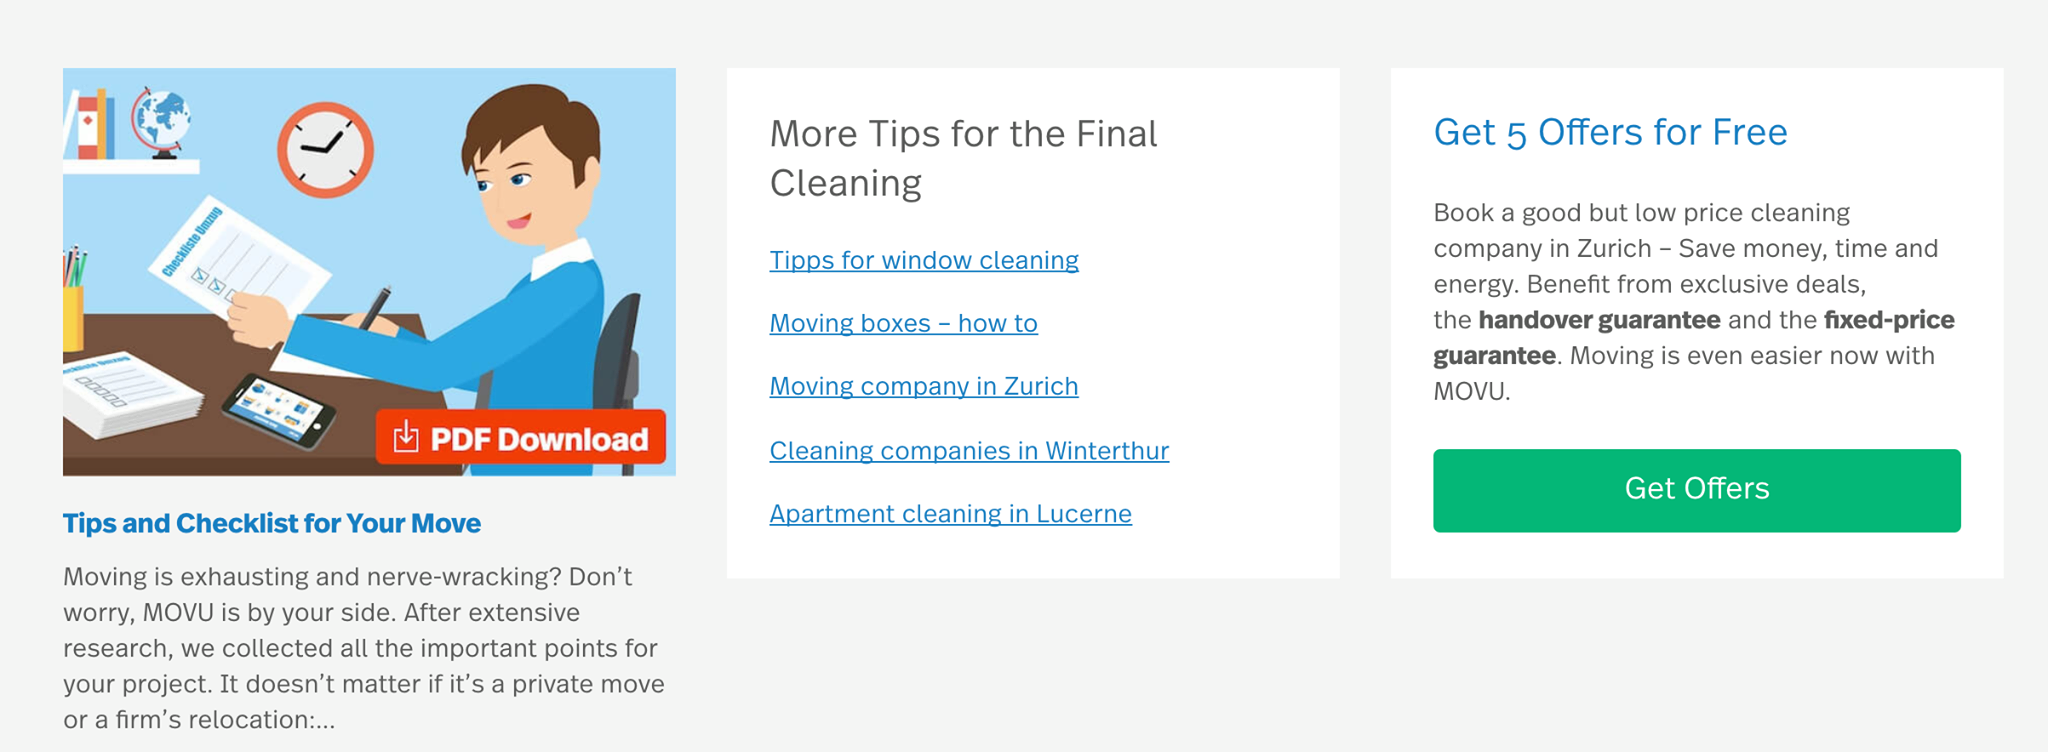 Checkliste Umzug
ckliste Umzug
PDF Download
Tips and Checklist for Your Move
Moving is exhausting and nerve-wracking? Don’t
worry, MOVU is by your side. After extensive
research, we collected all the important points for
your project. It doesn’t matter if it’s a private move
or a firm’s relocation:...
More Tips for the Final
Cleaning
Tipps for window cleaning
Moving boxes – how to
Moving company in Zurich
Cleaning companies in Winterthur
Apartment cleaning in Lucerne
Get 5 Offers for Free
Book a good but low price cleaning
company in Zurich – Save money, time and
energy. Benefit from exclusive deals,
the handover guarantee and the fixed-price
guarantee. Moving is even easier now with
MOVU.
Get Offers